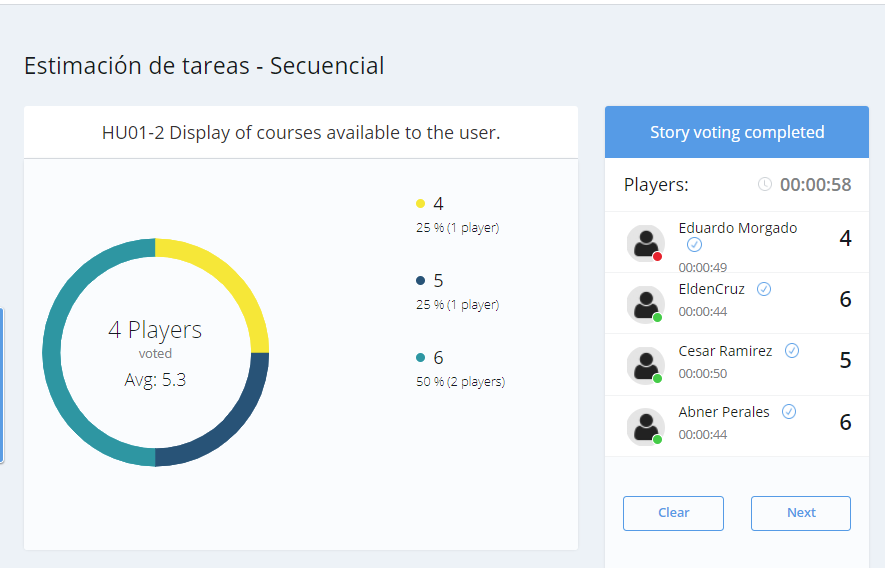 Estimación de tareas - Secuencial
HU01-2 Display of courses available to the user.
4 Players
voted
Avg: 5.3
4
25 % (1 player)
5
25 % (1 player)
6
50 % (2 players)
Story voting completed
Players:
00:00:58
Eduardo Morgado
4
00:00:49
EldenCruz
6
00:00:44
Cesar Ramirez
5
00:00:50
Abner Perales
6
00:00:44
Clear
Next